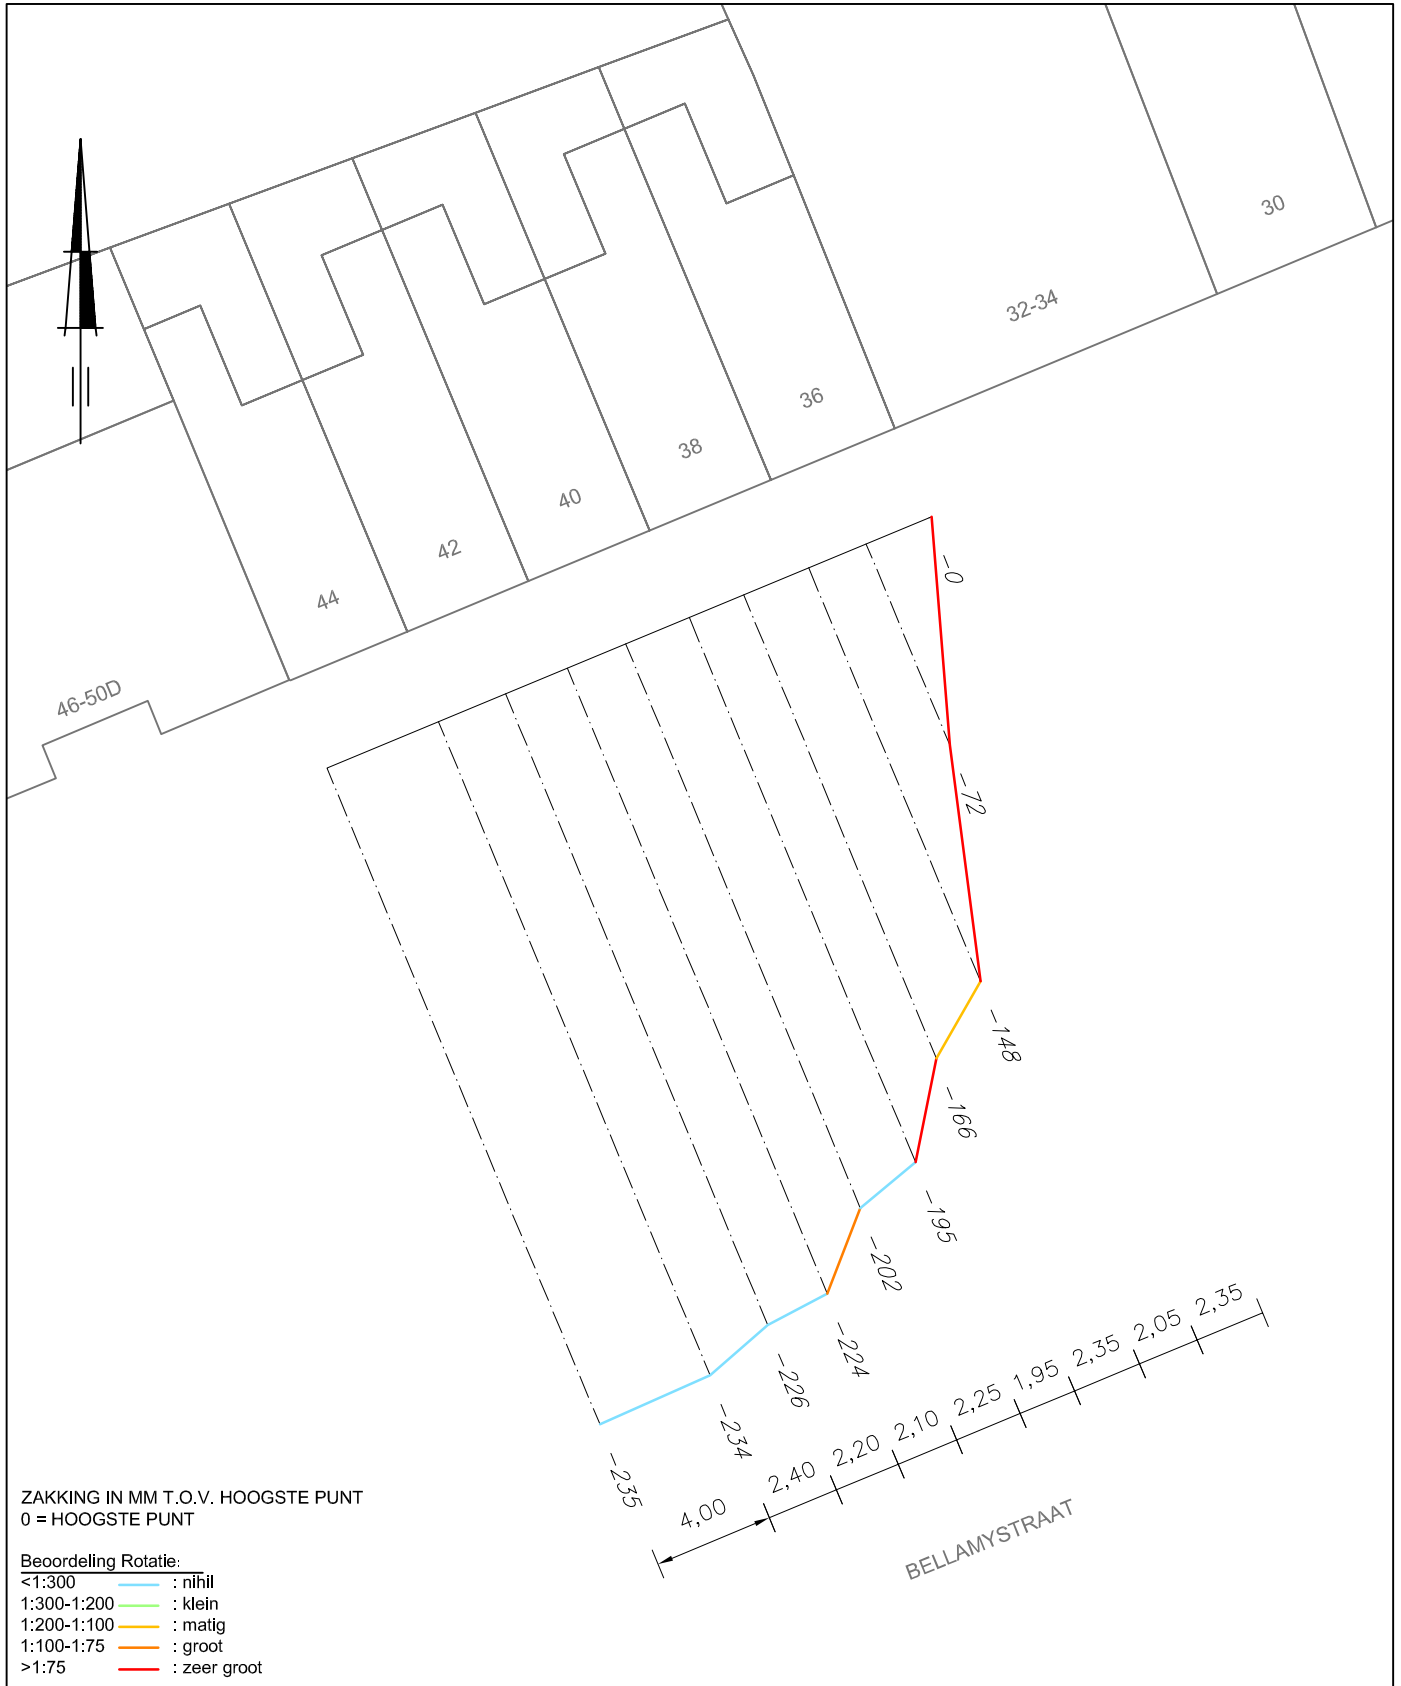 30
32-34
36
38
40
42
44
46-50D
-0
-72
-148
-166
-195
-202
-224
-226
-234
-235
4,00
2,40
2,20
2,10
2,25
1,95
2,35
2,05
2,35
BELLAMYSTRAAT
ZAKKING IN MM T.O.V. HOOGSTE PUNT
0 = HOOGSTE PUNT
Beoordeling Rotatie:
<1:300 : nihil
1:300-1:200 : klein
1:200-1:100 : matig
1:100-1:75 : groot
>1:75 : zeer groot